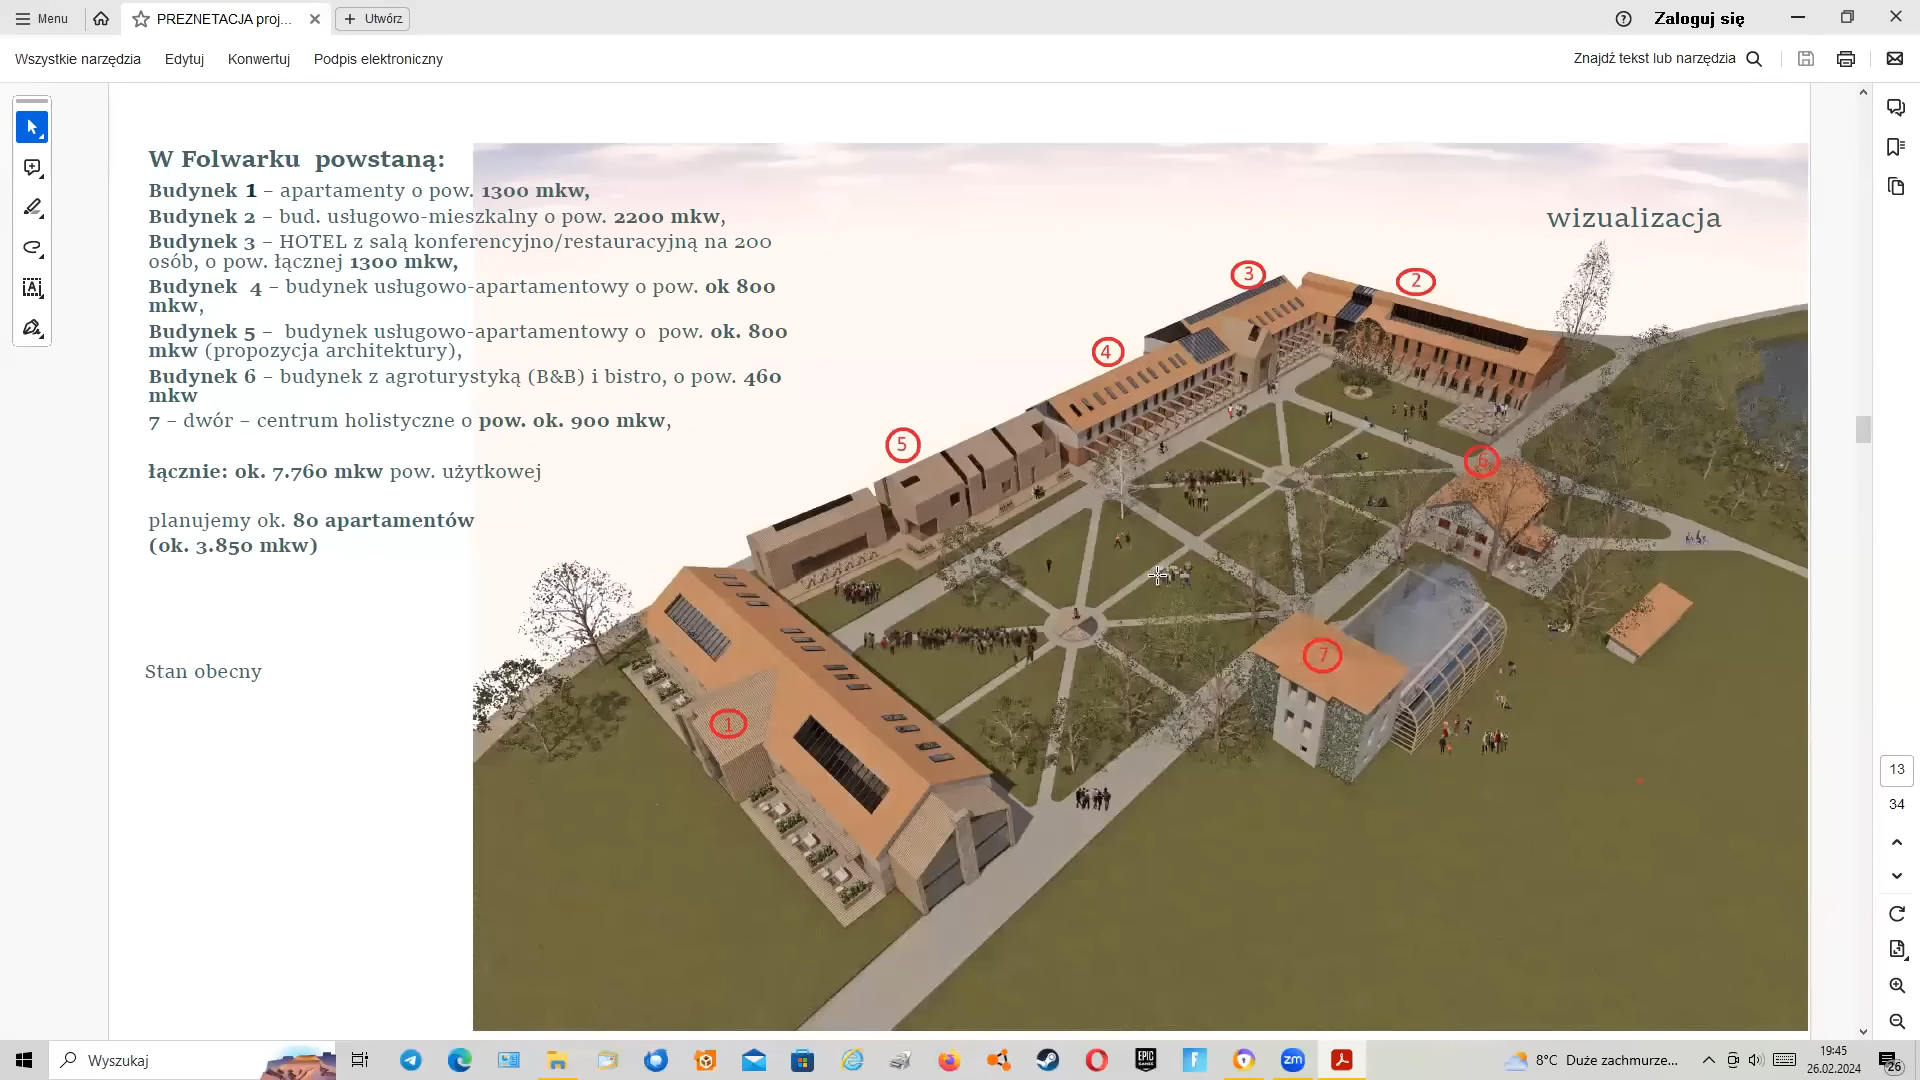 Menu
PREZNETACJA proj...
Utwórz
Zaloguj się
Wszystkie narzędzia
Edytuj
Konwertuj
Podpis elektroniczny
Znajdź tekst lub narzędzia
W Folwarku powstaną:
Budynek 1 – apartamenty o pow. 1300 mkw,
Budynek 2 – bud. usługowo-mieszkalny o pow. 2200 mkw,
Budynek 3 – HOTEL z salą konferencyjno/restauracyjną na 200
osób, o pow. łącznej 1300 mkw,
Budynek 4 – budynek usługowo-apartamentowy o pow. ok 800
mkw,
Budynek 5 – budynek usługowo-apartamentowy o pow. ok. 800
mkw (propozycja architektury),
Budynek 6 – budynek z agroturystyką (B&B) i bistro, o pow. 460
mkw
7 – dwór – centrum holistyczne o pow. ok. 900 mkw,
łącznie: ok. 7.760 mkw pow. użytkowej
planujemy ok. 80 apartamentów
(ok. 3.850 mkw)
Stan obecny
wizualizacja
3
2
4
5
6
7
1
13
34
Wyszukaj
zm
EPIC
GAMES
8°C Duże zachmurze...
19:45
26.02.2024
26